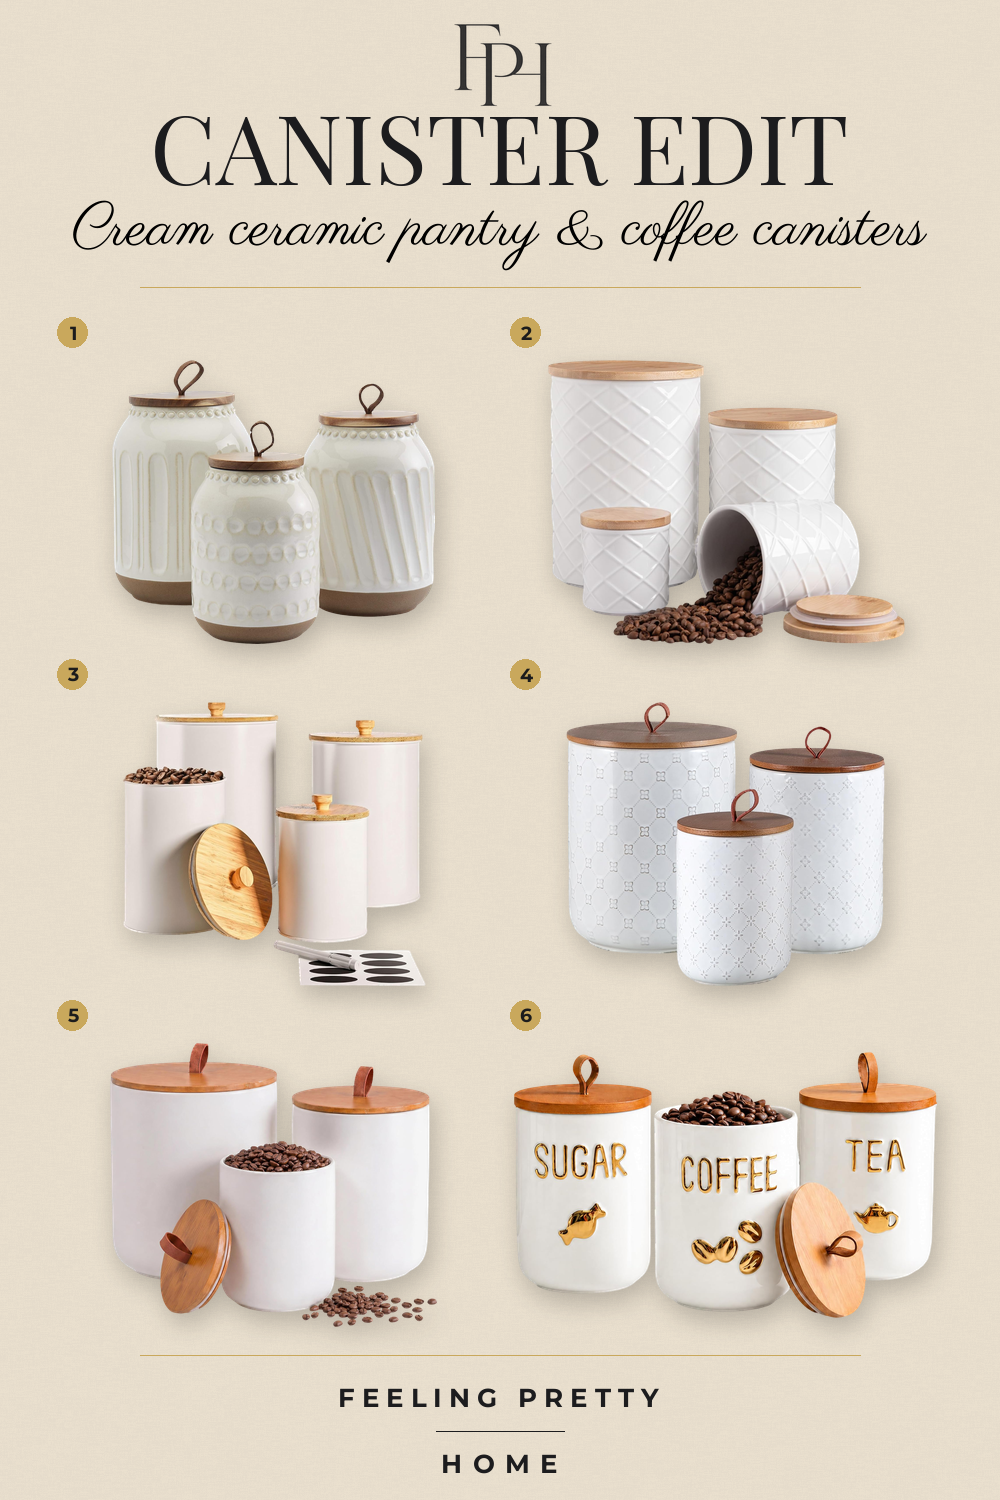 FPH
CANISTER EDIT
Cream ceramic pantry & coffee canisters
1
2
3
4
5
6
SUGAR
COFFEE
TEA
FEELING PRETTY
HOME